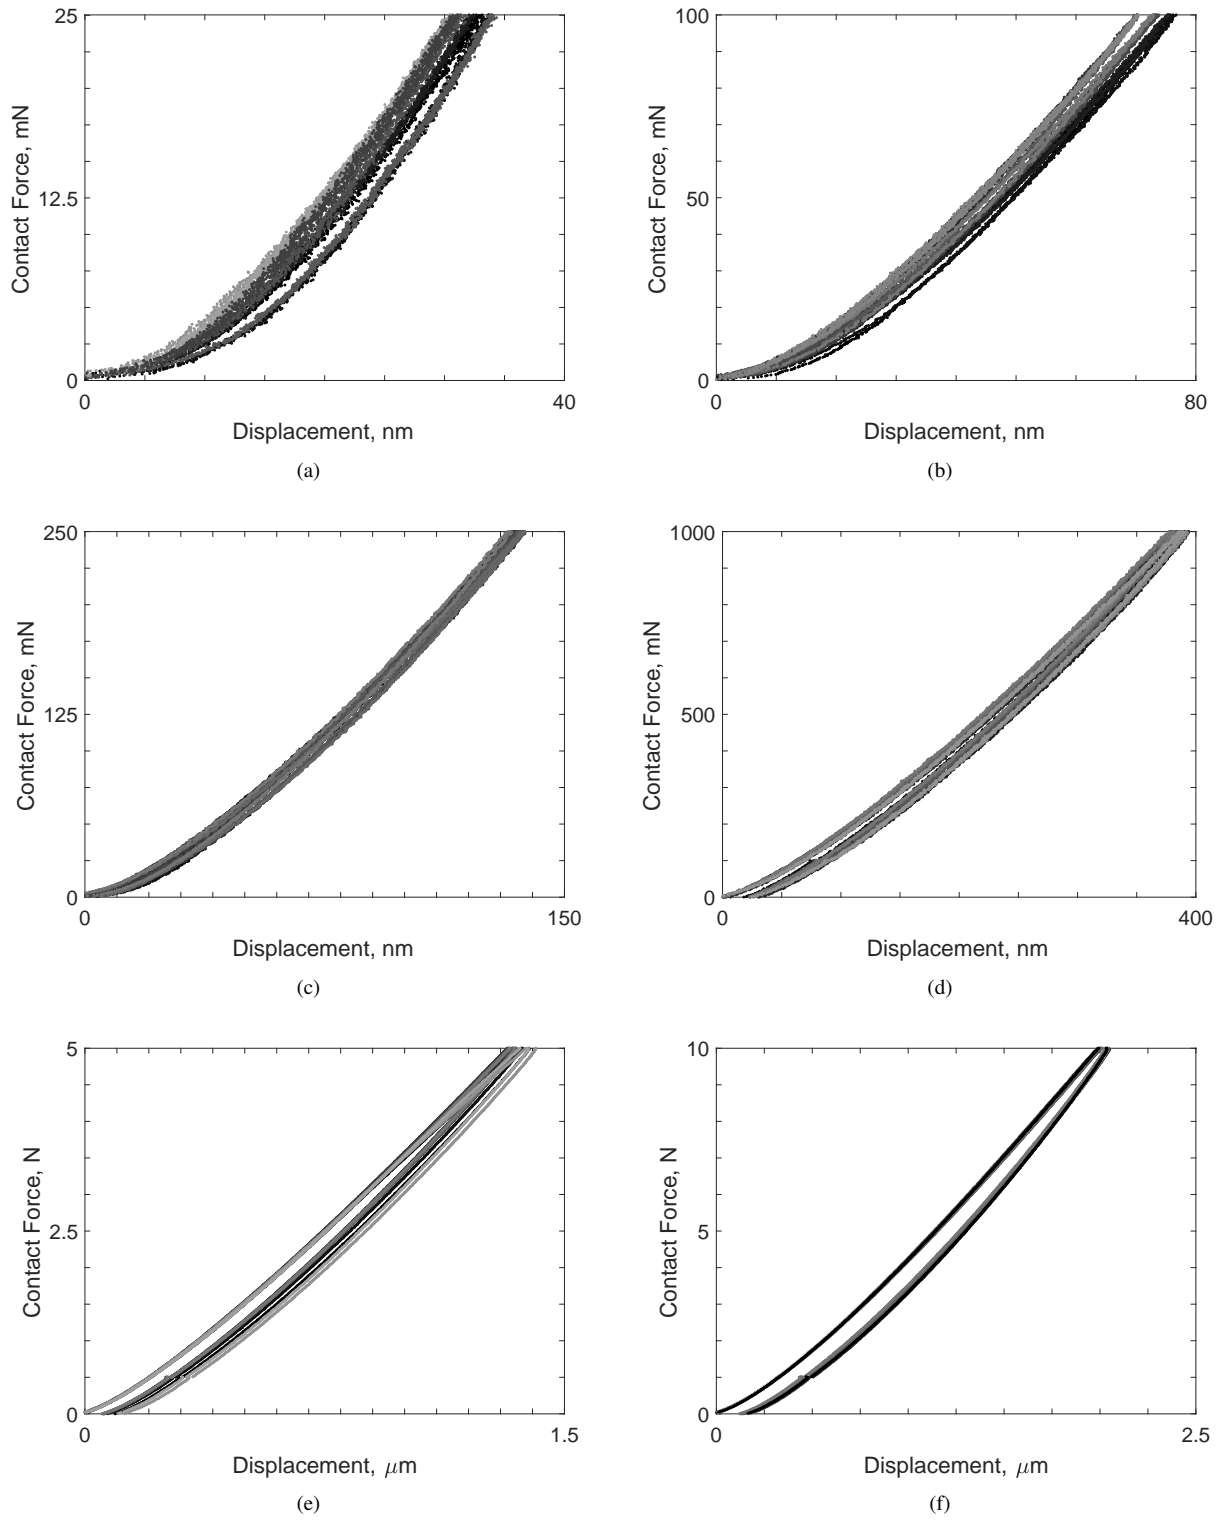 25
12.5
0
Contact Force, mN
0
40
Displacement, nm
(a)
100
50
0
Contact Force, mN
0
80
Displacement, nm
(b)
250
125
0
Contact Force, mN
0
150
Displacement, nm
(c)
1000
500
0
Contact Force, mN
0
400
Displacement, nm
(d)
5
2.5
0
Contact Force, N
0
1.5
Displacement, μm
(e)
10
5
0
Contact Force, N
0
2.5
Displacement, μm
(f)